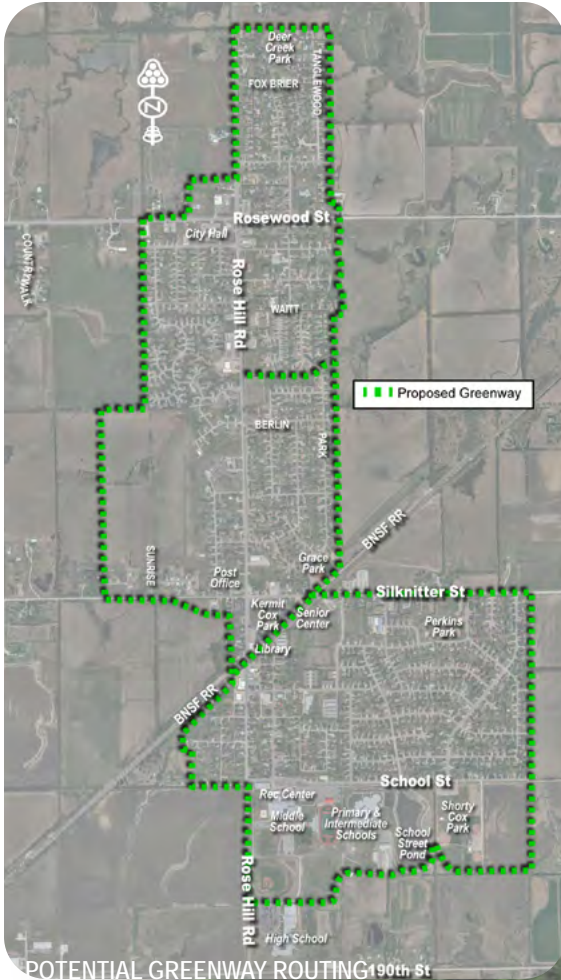 Deer
Creek
Park
TANGLEWOOD
FOX BRIER
N
Rosewood St
City Hall
COUNTRYWALK
Rose Hill Rd
WAITT
Proposed Greenway
BERLIN
PARK
BNSF RR
SUNRISE
Post
Office
Grace
Park
Silknitter St
Kermit
Cox
Park
Senior
Center
Perkins
Park
Library
BNSF RR
School St
Rec Center
Middle
School
Primary &
Intermediate
Schools
Shorty
Cox
Park
School
Street
Pond
Rose Hill Rd
High School
190th St
POTENTIAL GREENWAY ROUTING